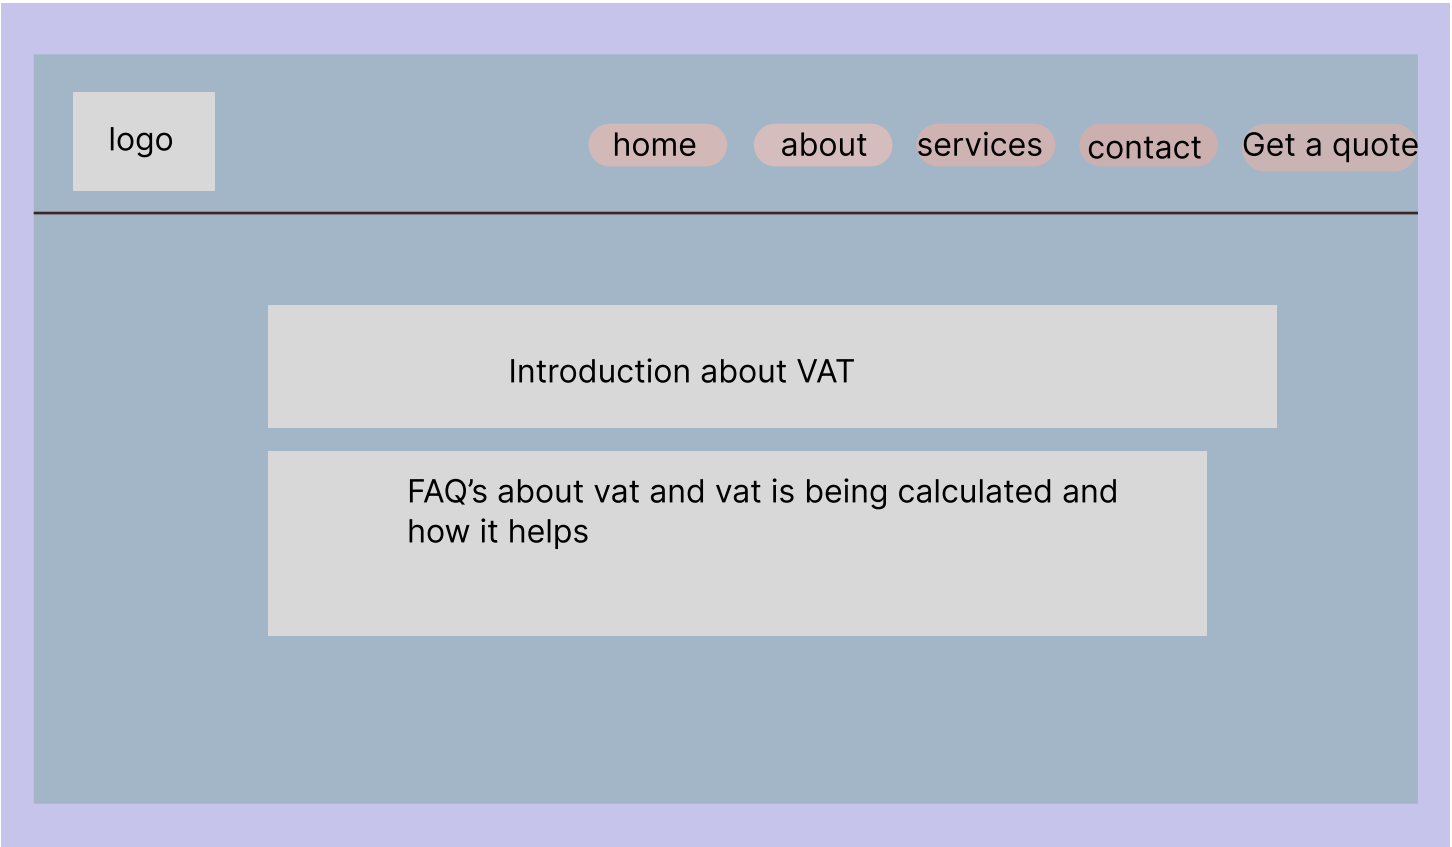 logo
home
about
services
contact
Get a quote
Introduction about VAT
FAQ’s about vat and vat is being calculated and
how it helps